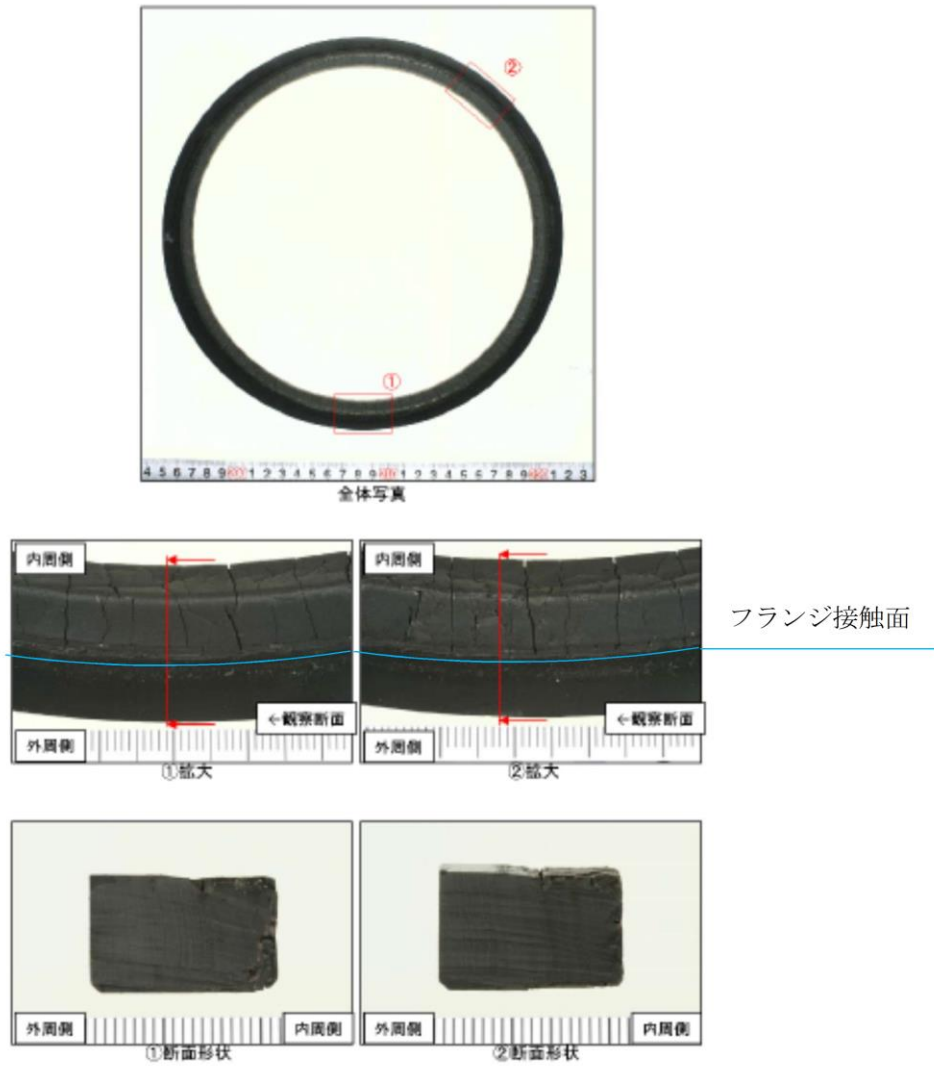 ②
①
4 5 6 7 8 9 1 2 3 4 5 6 7 8 9 1 2 3 4 5 6 7 8 9 1 2 3
全体写真
内周側
内周側
フランジ接触面
←観察断面
←観察断面
外周側
外周側
①拡大
②拡大
外周側
内周側
外周側
内周側
①断面形状
②断面形状